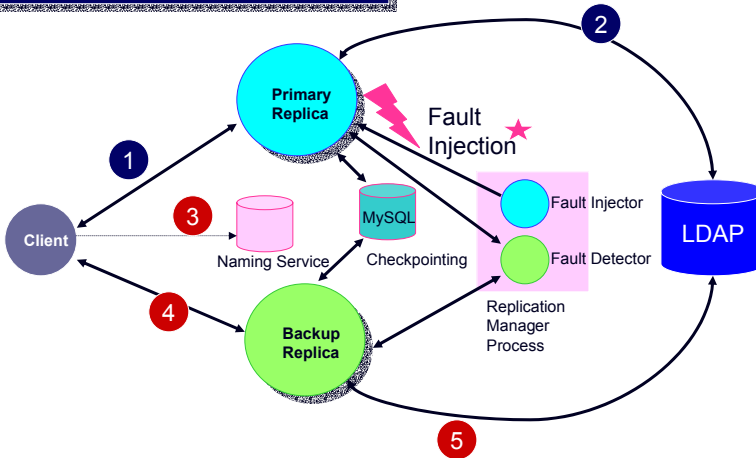 2
Primary
Replica
Fault
Injection
1
3
Client
Naming Service
MySQL
Checkpointing
Fault Injector
Fault Detector
LDAP
Replication
Manager
Process
4
Backup
Replica
5